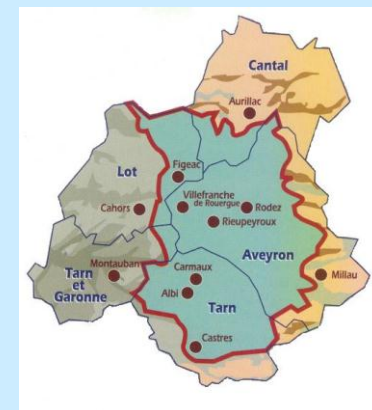 Cantal
Aurillac
Lot
Figeac
Villefranche
de Rouergue
Rodez
Cahors
Rieupeyroux
Aveyron
Montauban
Tarn
et
Garonne
Carmaux
Millau
Albi
Tarn
Castres